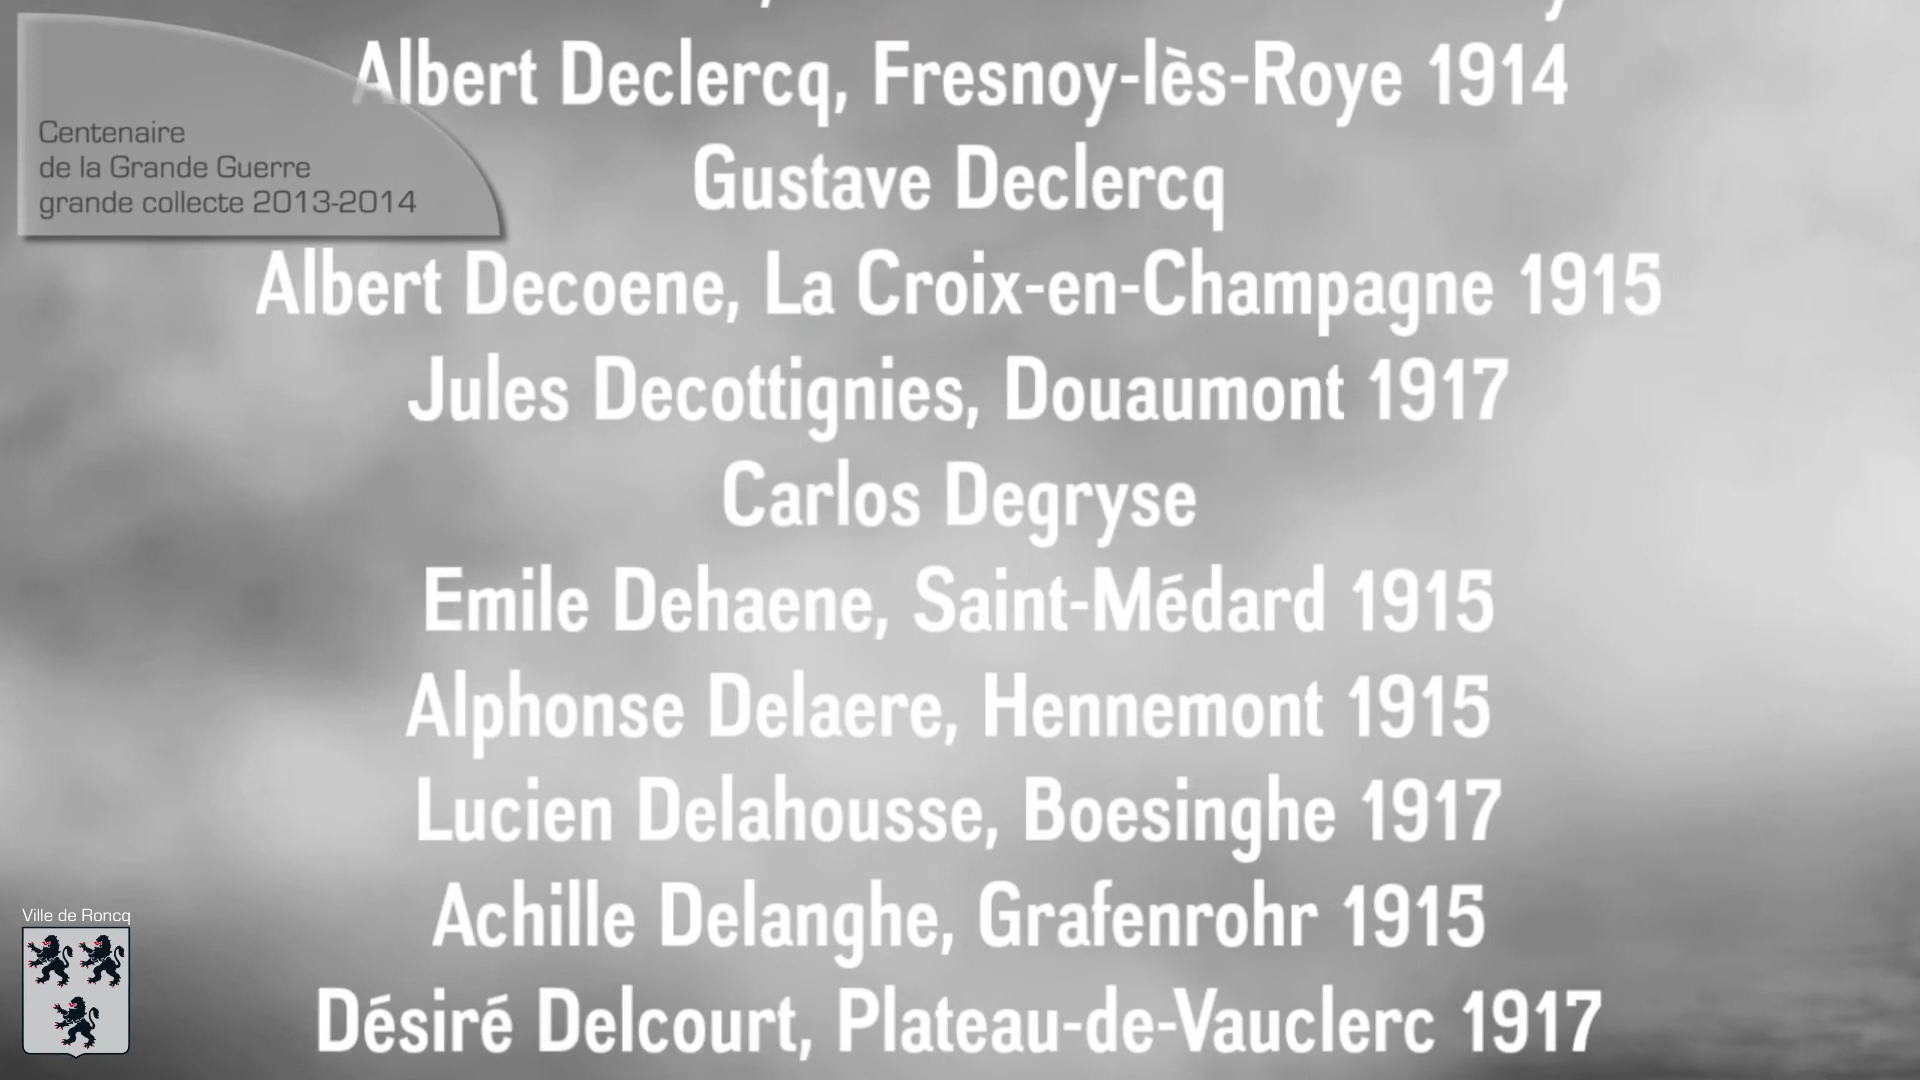 Albert Declercq, Fresnoy-lès-Roye 1914
Centenaire
de la Grande Guerre
grande collecte 2013-2014
Gustave Declercq
Albert Decoene, La Croix-en-Champagne 1915
Jules Decottignies, Douaumont 1917
Carlos Degryse
Emile Dehaene, Saint-Médard 1915
Alphonse Delaere, Hennemont 1915
Lucien Delahousse, Boesinghe 1917
Achille Delanghe, Grafenrohr 1915
Ville de Roncq
Désiré Delcourt, Plateau-de-Vauclerc 1917